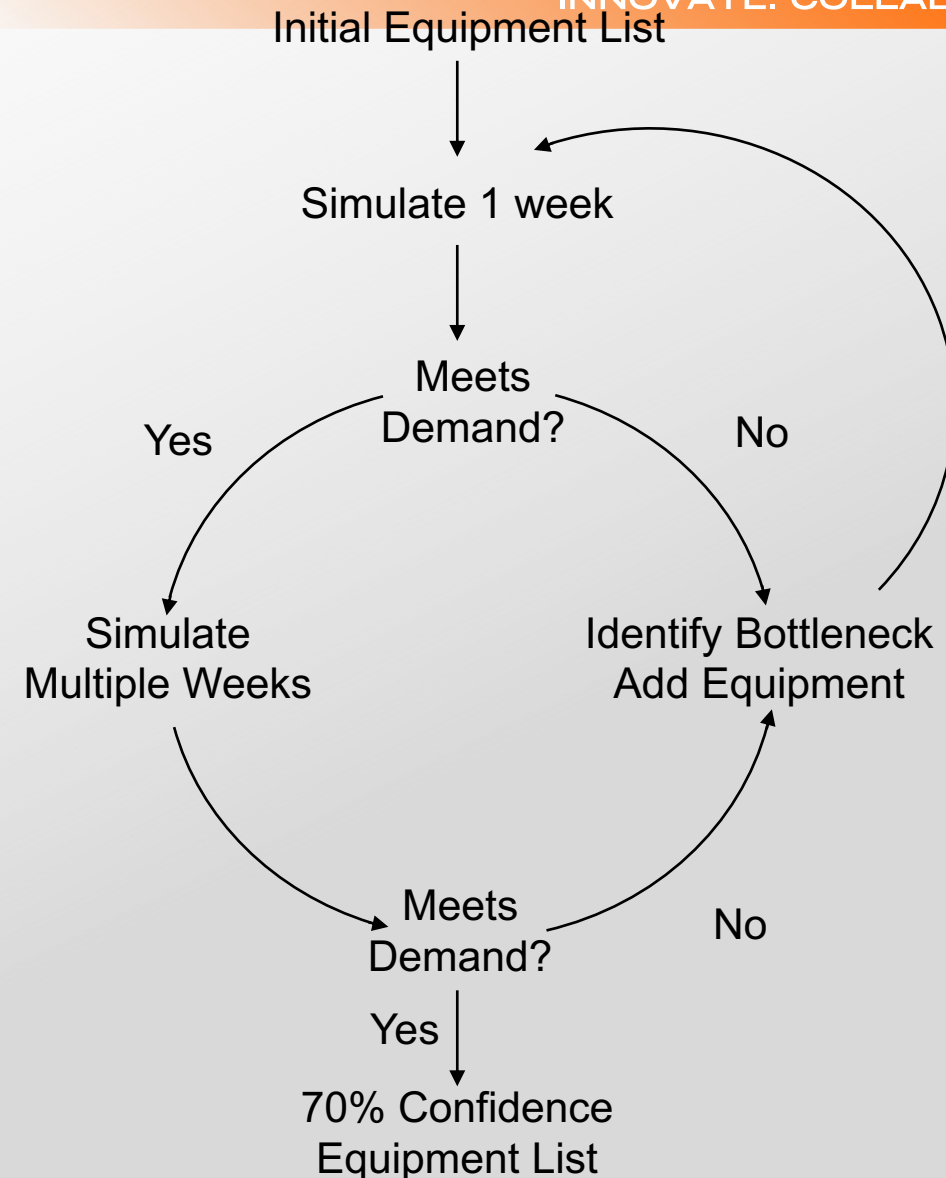 INNOVATE.
Initial Equipment List
Simulate 1 week
Meets
Demand?
Yes
No
Simulate
Multiple Weeks
Identify Bottleneck
Add Equipment
Meets
Demand?
No
Yes
70% Confidence
Equipment List